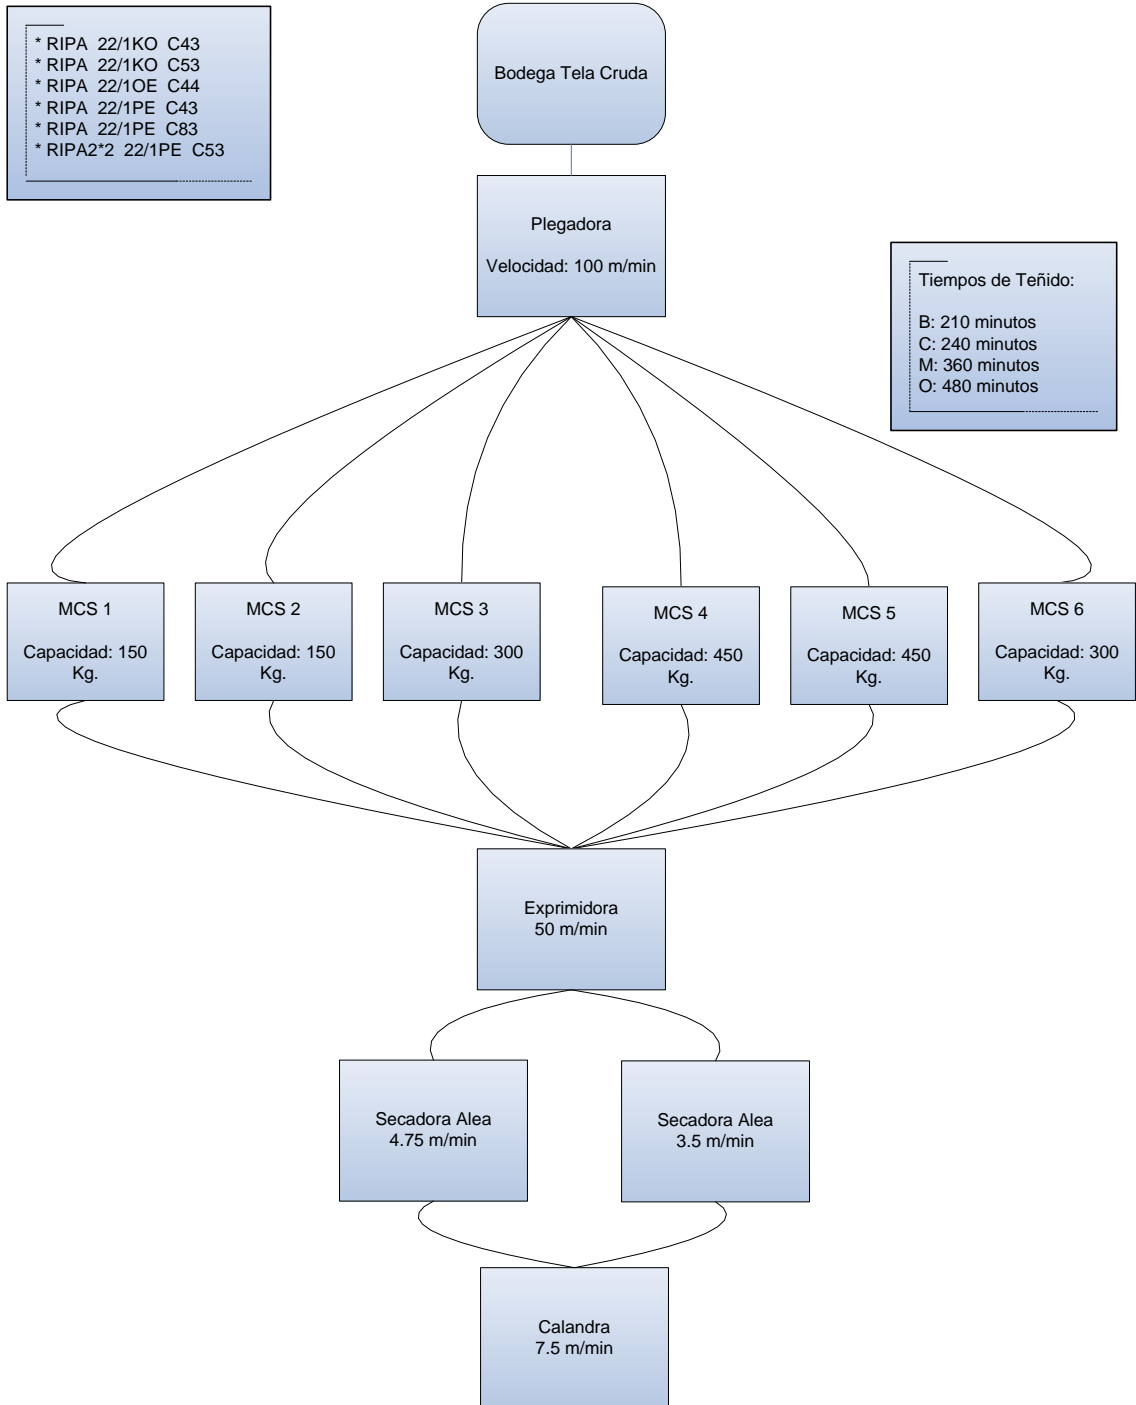 * RIPA 22/1KO C43
* RIPA 22/1KO C53
* RIPA 22/1OE C44
* RIPA 22/1PE C43
* RIPA 22/1PE C83
* RIPA2*2 22/1PE C53
Bodega Tela Cruda
Plegadora
Velocidad: 100 m/min
Tiempos de Teñido:
B: 210 minutos
C: 240 minutos
M: 360 minutos
O: 480 minutos
MCS 1
Capacidad: 150
Kg.
MCS 2
Capacidad: 150
Kg.
MCS 3
Capacidad: 300
Kg.
MCS 4
Capacidad: 450
Kg.
MCS 5
Capacidad: 450
Kg.
MCS 6
Capacidad: 300
Kg.
Exprimidora
50 m/min
Secadora Alea
4.75 m/min
Secadora Alea
3.5 m/min
Calandra
7.5 m/min